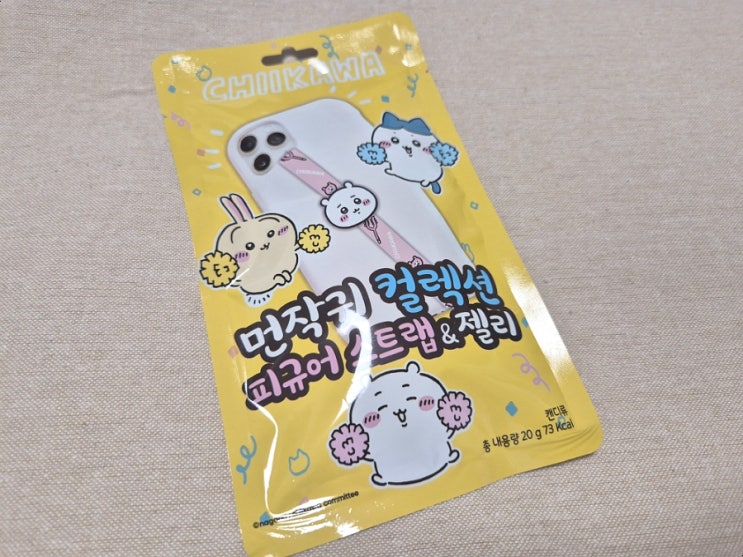 CHIIKAWA
먼작귀 컬렉션
피규어 스트랩&젤리
캔디류
총 내용량 20 g 73 Kcal
committee